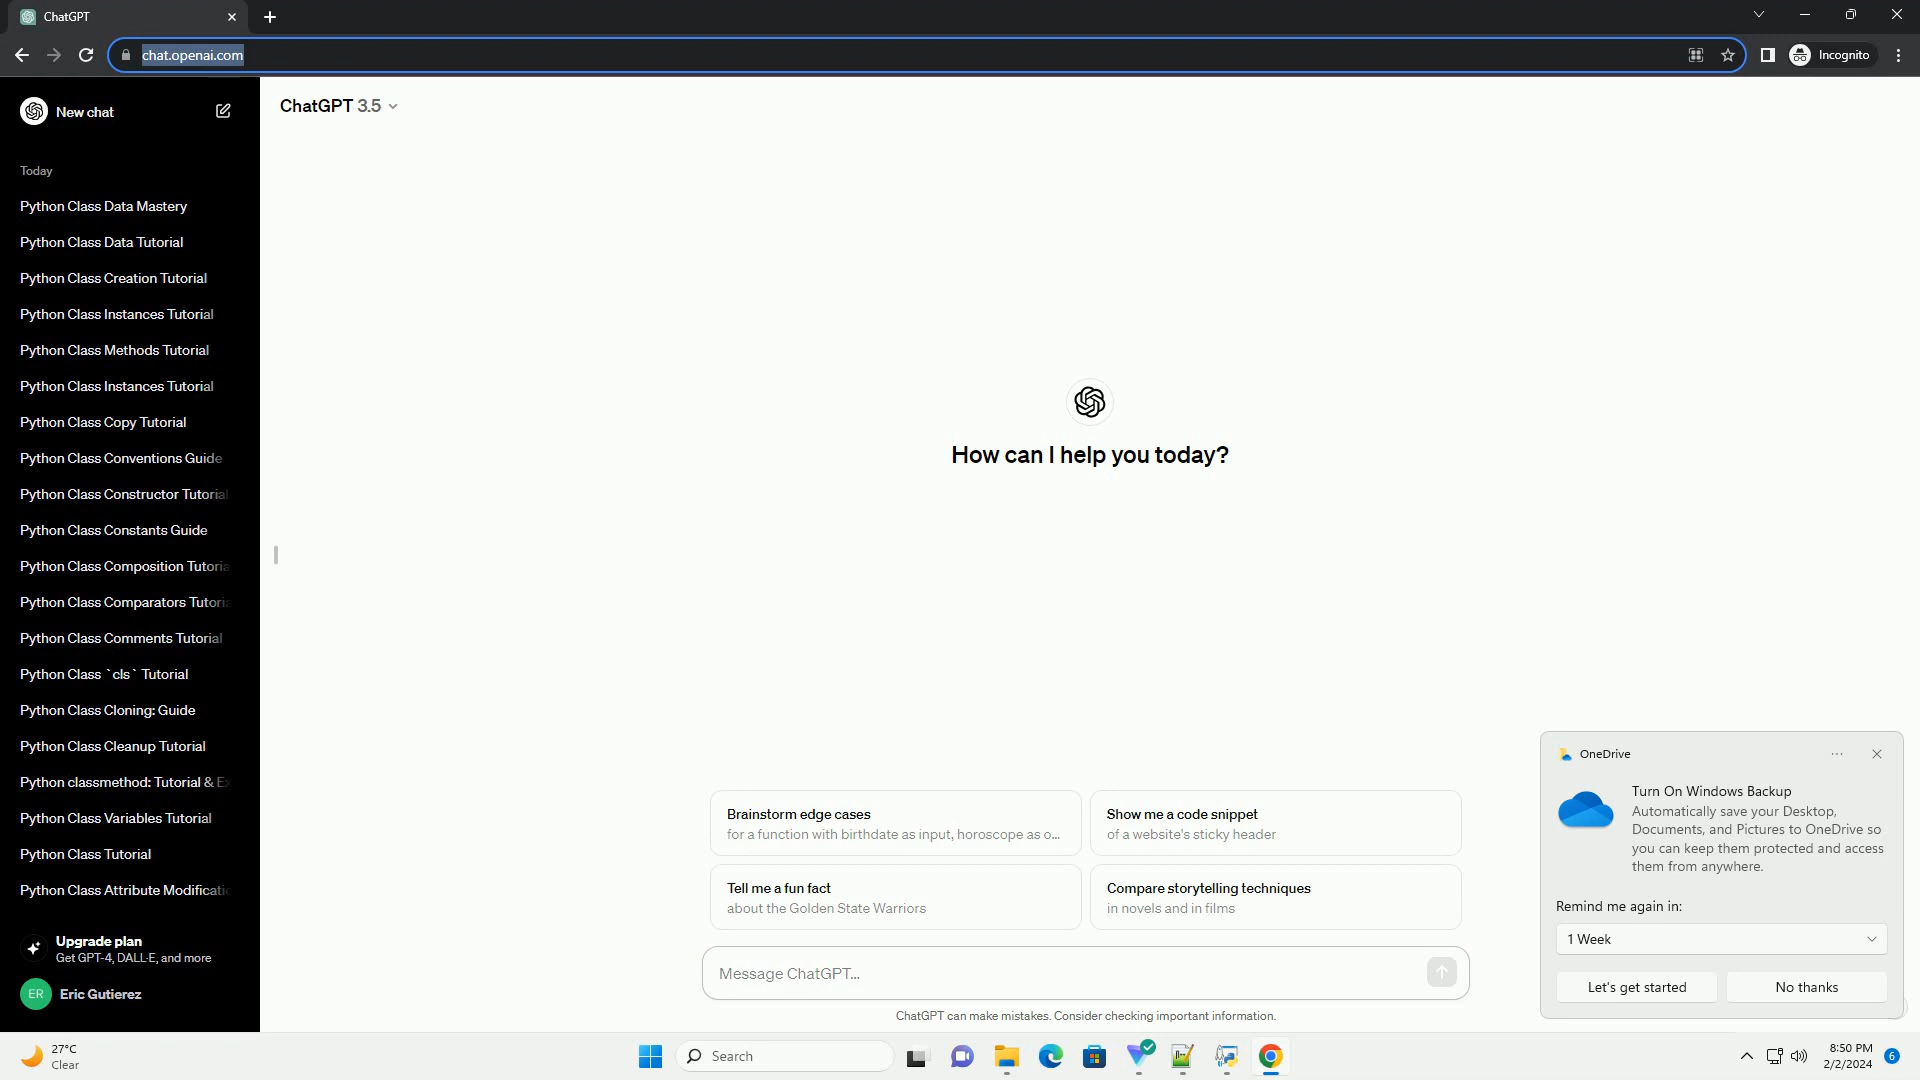 ChatGPT
chat.openai.com
Incognito
New chat
ChatGPT 3.5
Today
Python Class Data Mastery
Python Class Data Tutorial
Python Class Creation Tutorial
Python Class Instances Tutorial
Python Class Methods Tutorial
Python Class Instances Tutorial
Python Class Copy Tutorial
Python Class Conventions Guide
Python Class Constructor Tutorial
Python Class Constants Guide
Python Class Composition Tutoria
Python Class Comparators Tutoria
Python Class Comments Tutorial
Python Class `cls` Tutorial
Python Class Cloning: Guide
Python Class Cleanup Tutorial
Python classmethod: Tutorial & Ex
Python Class Variables Tutorial
Python Class Tutorial
Python Class Attribute Modificatio
Upgrade plan
Get GPT-4, DALL·E, and more
ER
Eric Gutierez
How can I help you today?
Brainstorm edge cases
for a function with birthdate as input, horoscope as o...
Show me a code snippet
of a website's sticky header
Tell me a fun fact
about the Golden State Warriors
Compare storytelling techniques
in novels and in films
Message ChatGPT...
ChatGPT can make mistakes. Consider checking important information.
OneDrive
Turn On Windows Backup
Automatically save your Desktop,
Documents, and Pictures to OneDrive so
you can keep them protected and access
them from anywhere.
Remind me again in:
1 Week
Let's get started
No thanks
27°C
Clear
Search
8:50 PM
2/2/2024
6